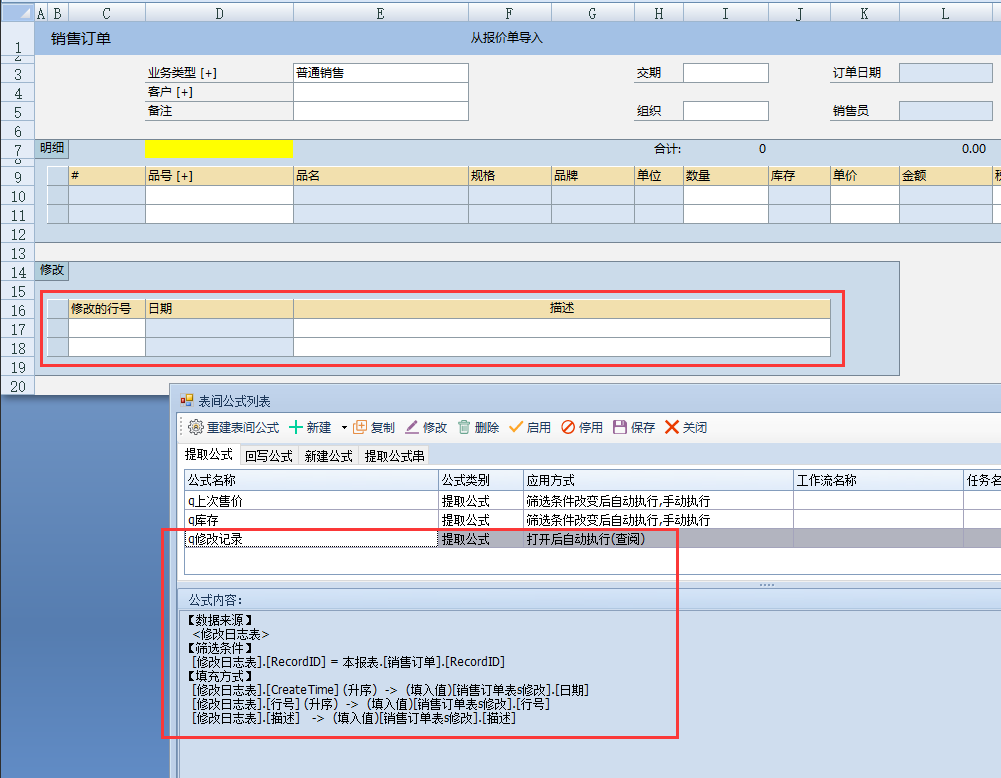 A B C D E F G H I J K L
1 销售订单 从报价单导入
2
3 业务类型 [+] 普通销售 交期 订单日期
4 客户 [+]
5 备注 组织 销售员
6
7 明细 合计: 0 0.00
8
9 # 品号 [+] 品名 规格 品牌 单位 数量 库存 单价 金额
10
11
12
13
14 修改
15
16 修改的行号 日期 描述
17
18
19
20
表间公式列表
重建表间公式 新建 复制 修改 删除 启用 停用 保存 关闭
提取公式 回写公式 新建公式 提取公式串
公式名称 公式类别 应用方式 工作流名称 任务名
q上次售价 提取公式 筛选条件改变后自动执行,手动执行
q库存 提取公式 筛选条件改变后自动执行,手动执行
q修改记录 提取公式 打开后自动执行(查阅)
公式内容:
【数据来源】
<修改日志表>
【筛选条件】
[修改日志表].[RecordID] = 本报表.[销售订单].[RecordID]
【填充方式】
[修改日志表].[CreateTime] (升序) -> (填入值)[销售订单表s修改].[日期]
[修改日志表].[行号] (升序) -> (填入值)[销售订单表s修改].[行号]
[修改日志表].[描述] -> (填入值)[销售订单表s修改].[描述]